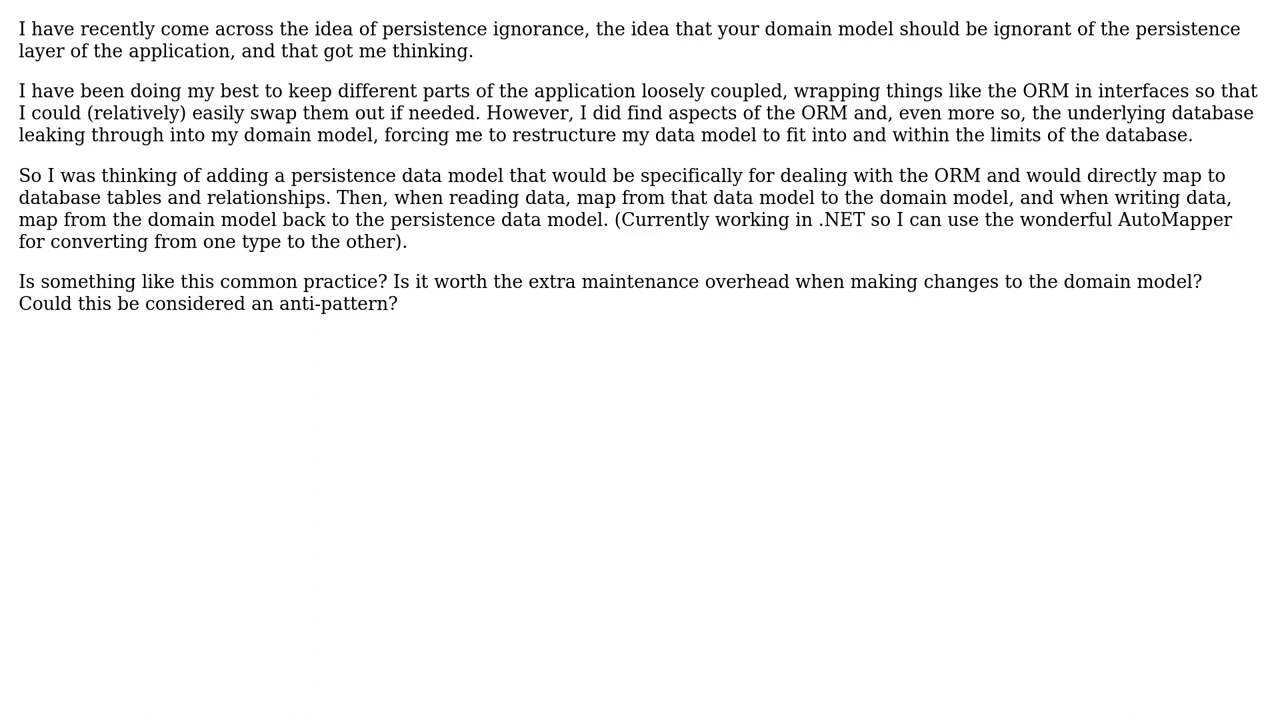 I have recently come across the idea of persistence ignorance, the idea that your domain model should be ignorant of the persistence
layer of the application, and that got me thinking.
I have been doing my best to keep different parts of the application loosely coupled, wrapping things like the ORM in interfaces so that
I could (relatively) easily swap them out if needed. However, I did find aspects of the ORM and, even more so, the underlying database
leaking through into my domain model, forcing me to restructure my data model to fit into and within the limits of the database.
So I was thinking of adding a persistence data model that would be specifically for dealing with the ORM and would directly map to
database tables and relationships. Then, when reading data, map from that data model to the domain model, and when writing data,
map from the domain model back to the persistence data model. (Currently working in .NET so I can use the wonderful AutoMapper
for converting from one type to the other).
Is something like this common practice? Is it worth the extra maintenance overhead when making changes to the domain model?
Could this be considered an anti-pattern?